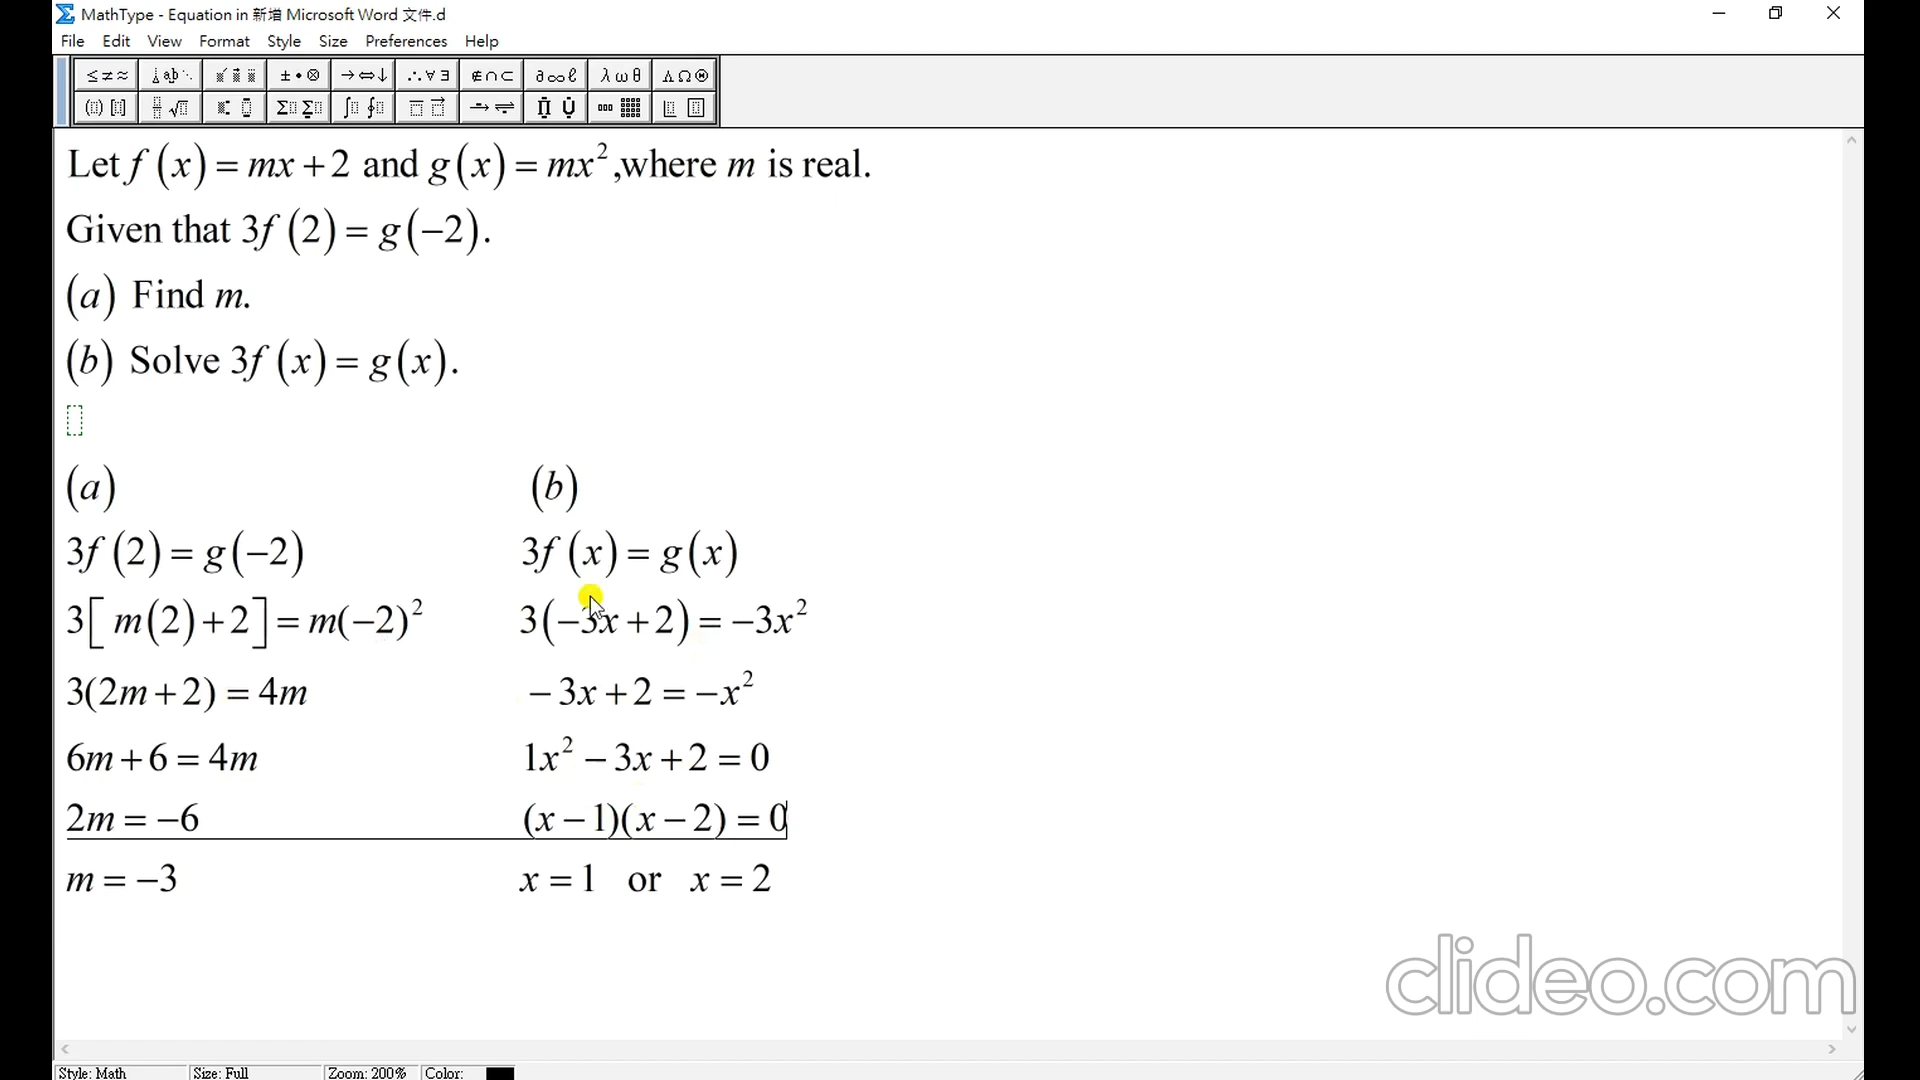 MathType - Equation in 新增 Microsoft Word 文件.d
File Edit View Format Style Size Preferences Help
Let f(x) = mx + 2 and g(x) = mx², where m is real.
Given that 3f(2) = g(−2).
(a) Find m.
(b) Solve 3f(x) = g(x).
(a)
3f(2) = g(−2)
3[m(2)+2] = m(−2)²
3(2m+2) = 4m
6m+6 = 4m
2m = −6
m = −3
(b)
3f(x) = g(x)
3(−3x+2) = −3x²
−3x+2 = −x²
1x² − 3x + 2 = 0
(x−1)(x−2) = 0
x = 1 or x = 2
clideo.com
Style: Math Size: Full Zoom: 200% Color: